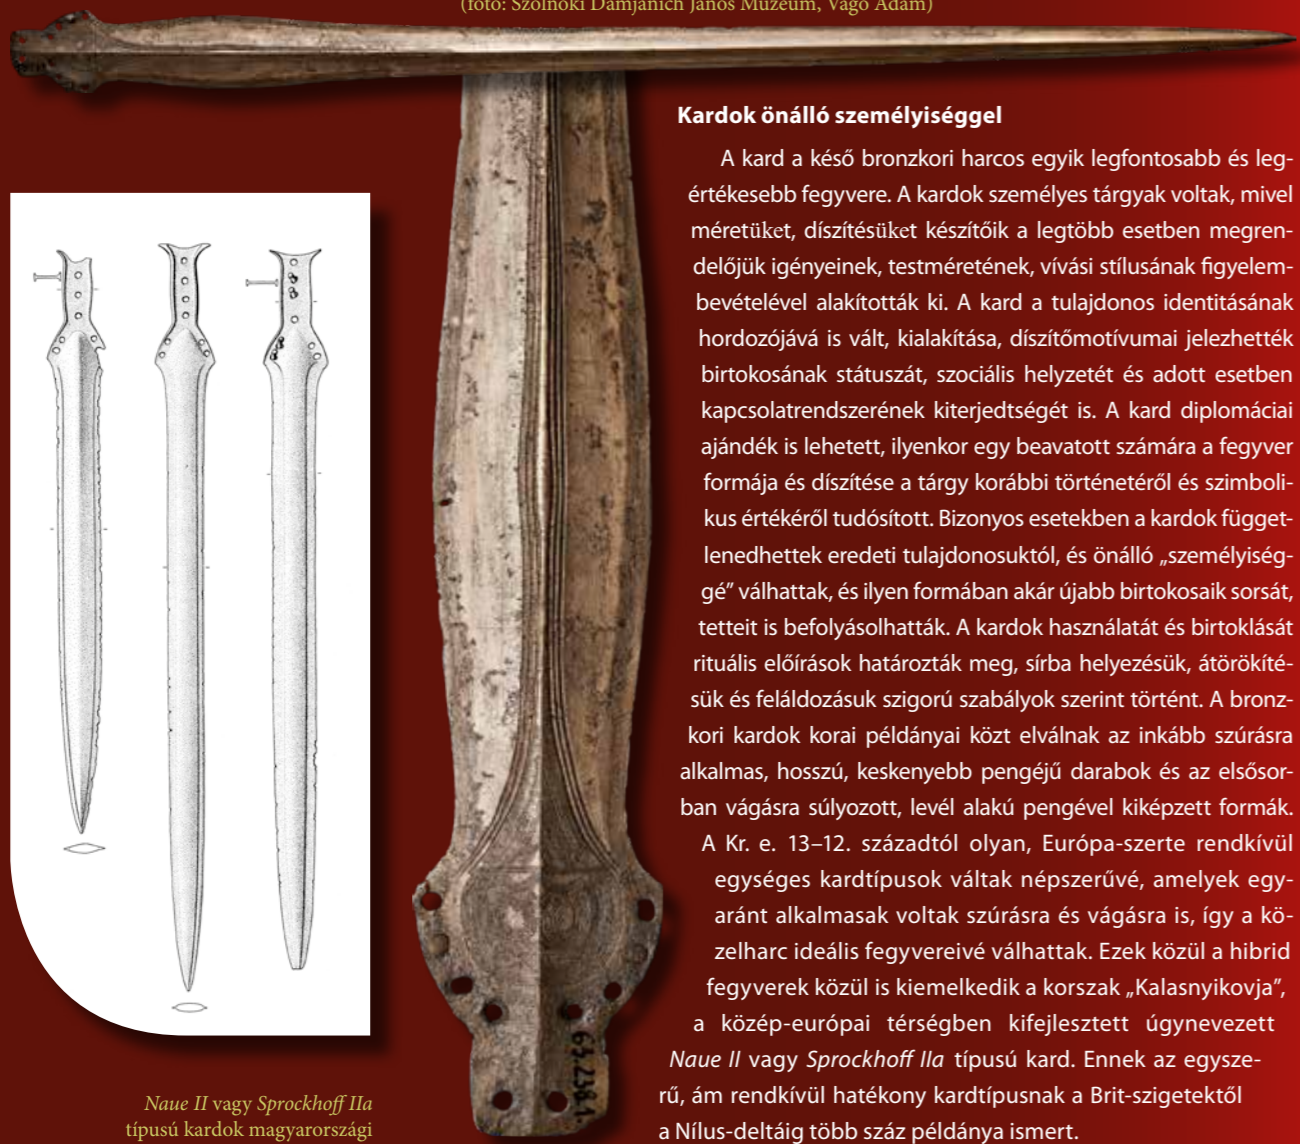 (fotó: Szolnoki Damjanich János Múzeum, Vágó Ádám)
Kardok önálló személyiséggel
A kard a késő bronzkori harcos egyik legfontosabb és leg-
értékesebb fegyvere. A kardok személyes tárgyak voltak, mivel
méretüket, díszítésüket készítőik a legtöbb esetben megren-
delőjük igényeinek, testméretének, vívási stílusának figyelem-
bevételével alakították ki. A kard a tulajdonos identitásának
hordozójává is vált, kialakítása, díszítőmotívumai jelezhették
birtokosának státuszát, szociális helyzetét és adott esetben
kapcsolatrendszerének kiterjedtségét is. A kard diplomáciai
ajándék is lehetett, ilyenkor egy beavatott számára a fegyver
formája és díszítése a tárgy korábbi történetéről és szimboli-
kus értékéről tudósított. Bizonyos esetekben a kardok függet-
lenedhettek eredeti tulajdonosuktól, és önálló „személyiség-
gé” válhattak, és ilyen formában akár újabb birtokosaik sorsát,
tetteit is befolyásolhatták. A kardok használatát és birtoklását
rituális előírások határozták meg, sírba helyezésük, átörökíté-
sük és feláldozásuk szigorú szabályok szerint történt. A bronz-
kori kardok korai példányai közt elválnak az inkább szúrásra
alkalmas, hosszú, keskenyebb pengéjű darabok és az elsősor-
ban vágásra súlyozott, levél alakú pengével kiképzett formák.
A Kr. e. 13–12. századtól olyan, Európa-szerte rendkívül
egységes kardtípusok váltak népszerűvé, amelyek egy-
aránt alkalmasak voltak szúrásra és vágásra is, így a kö-
zelharc ideális fegyvereivé válhattak. Ezek közül a hibrid
fegyverek közül is kiemelkedik a korszak „Kalasnyikovja”,
a közép-európai térségben kifejlesztett úgynevezett
Naue II vagy Sprockhoff IIa típusú kard. Ennek az egysze-
rű, ám rendkívül hatékony kardtípusnak a Brit-szigetektől
a Nílus-deltáig több száz példánya ismert.
63.238.1
Naue II vagy Sprockhoff IIa
típusú kardok magyarországi